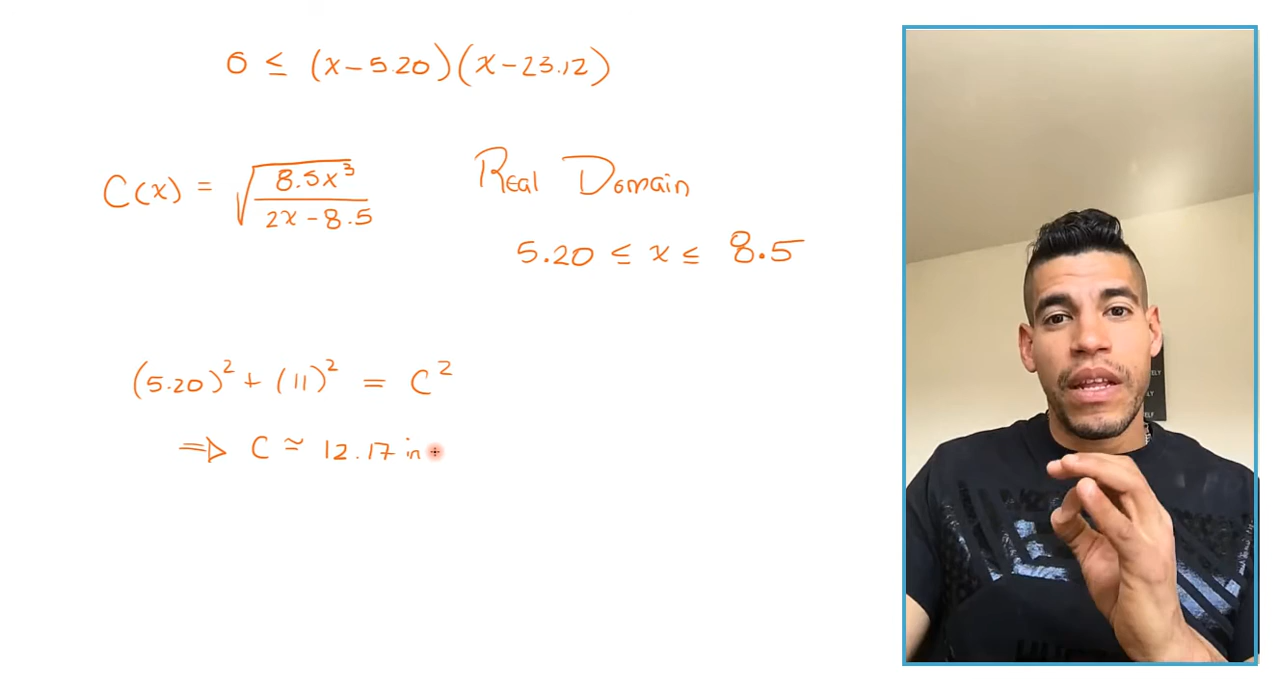 0 ≤ (x-5.20)(x-23.12)
C(x) = √(8.5x³/(2x-8.5))
Real Domain
5.20 ≤ x ≤ 8.5
(5.20)² + (11)² = C²
⇒ C ≃ 12.17 in